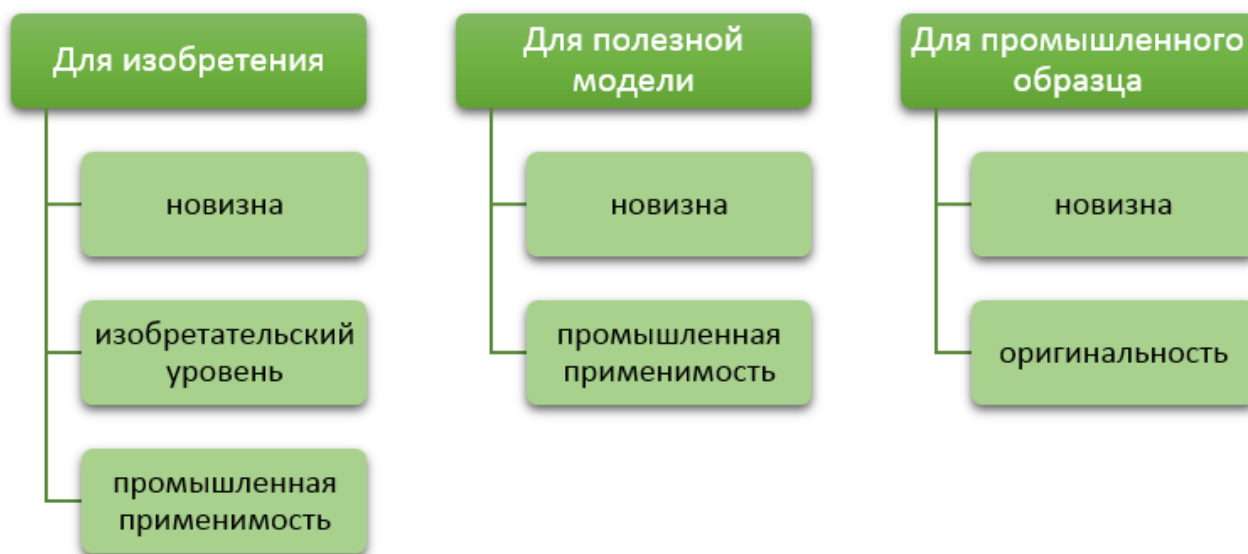 Для изобретения
новизна
изобретательский
уровень
промышленная
применимость
Для полезной
модели
новизна
промышленная
применимость
Для промышленного
образца
новизна
оригинальность